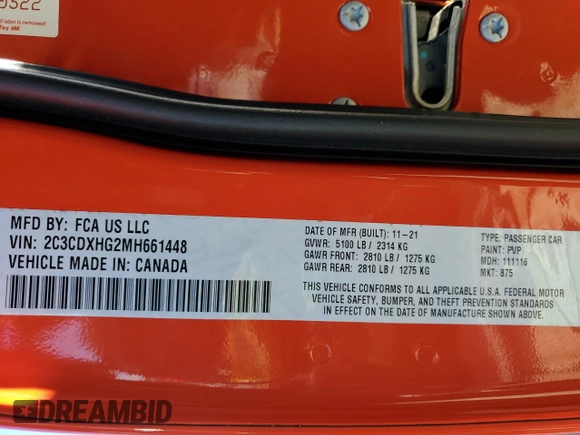 label is removed!
MFD BY: FCA US LLC
VIN: 2C3CDXHG2MH661448
VEHICLE MADE IN: CANADA
DATE OF MFR (BUILT): 11-21
GVWR: 5100 LB / 2314 KG
GAWR FRONT: 2810 LB / 1275 KG
GAWR REAR: 2810 LB / 1275 KG
TYPE: PASSENGER CAR
PAINT: PVP
MDH: 111116
MKT: 875
THIS VEHICLE CONFORMS TO ALL APPLICABLE U.S.A. FEDERAL MOTOR
VEHICLE SAFETY, BUMPER, AND THEFT PREVENTION STANDARDS
IN EFFECT ON THE DATE OF MANUFACTURE SHOWN ABOVE.
DREAMBID